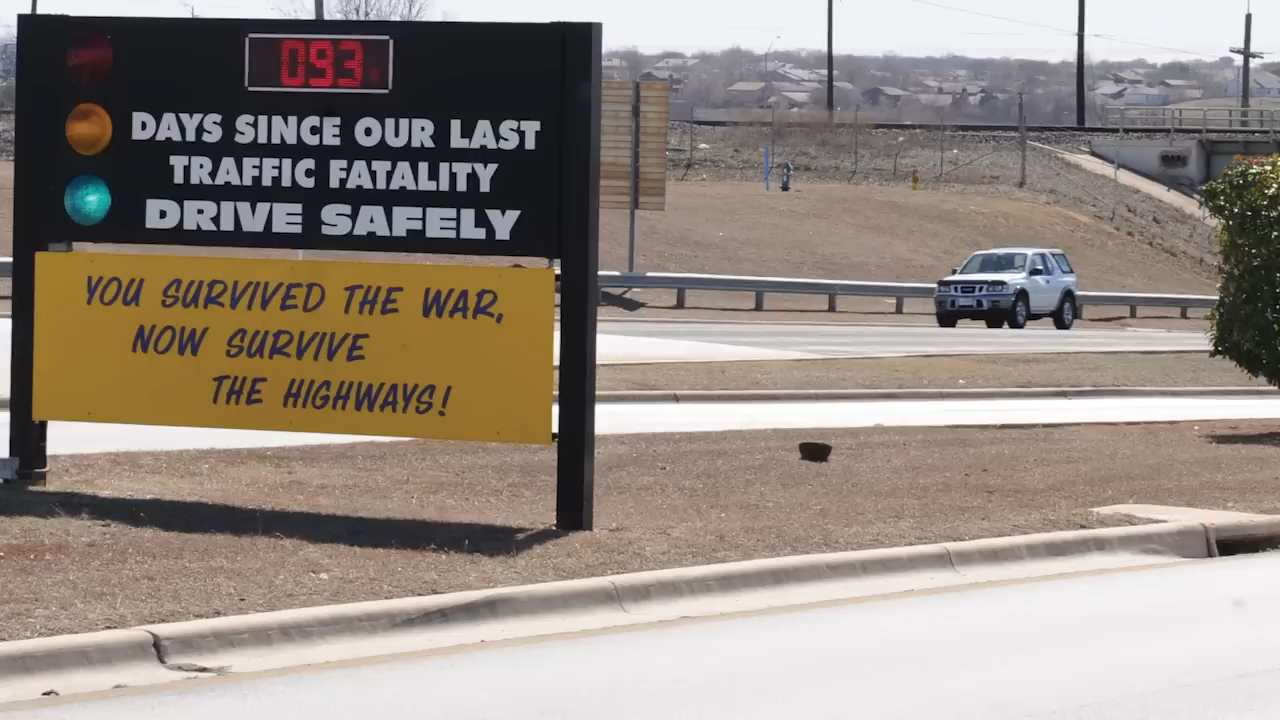 093
DAYS SINCE OUR LAST
TRAFFIC FATALITY
DRIVE SAFELY
YOU SURVIVED THE WAR,
NOW SURVIVE
THE HIGHWAYS!